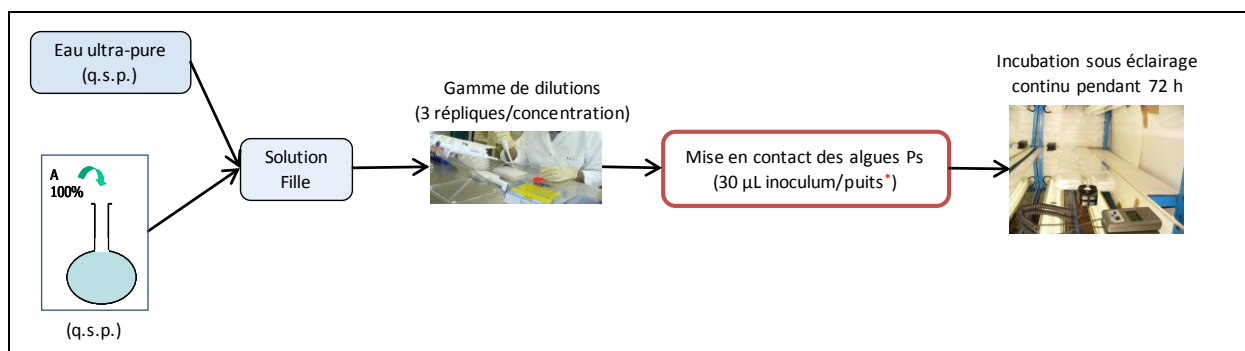 Eau ultra-pure
(q.s.p.)
A
100%
(q.s.p.)
Solution
Fille
Gamme de dilutions
(3 répliques/concentration)
Mise en contact des algues Ps
(30 µL inoculum/puits*)
Incubation sous éclairage
continu pendant 72 h